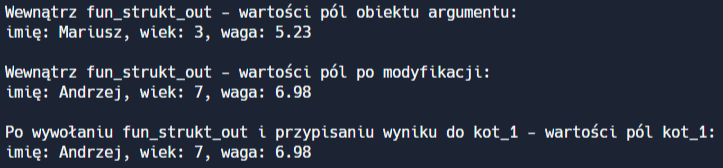 Wewnątrz fun_strukt_out - wartości pól obiektu argumentu:
imię: Mariusz, wiek: 3, waga: 5.23
Wewnątrz fun_strukt_out - wartości pól po modyfikacji:
imię: Andrzej, wiek: 7, waga: 6.98
Po wywołaniu fun_strukt_out i przypisaniu wyniku do kot_1 - wartości pól kot_1:
imię: Andrzej, wiek: 7, waga: 6.98